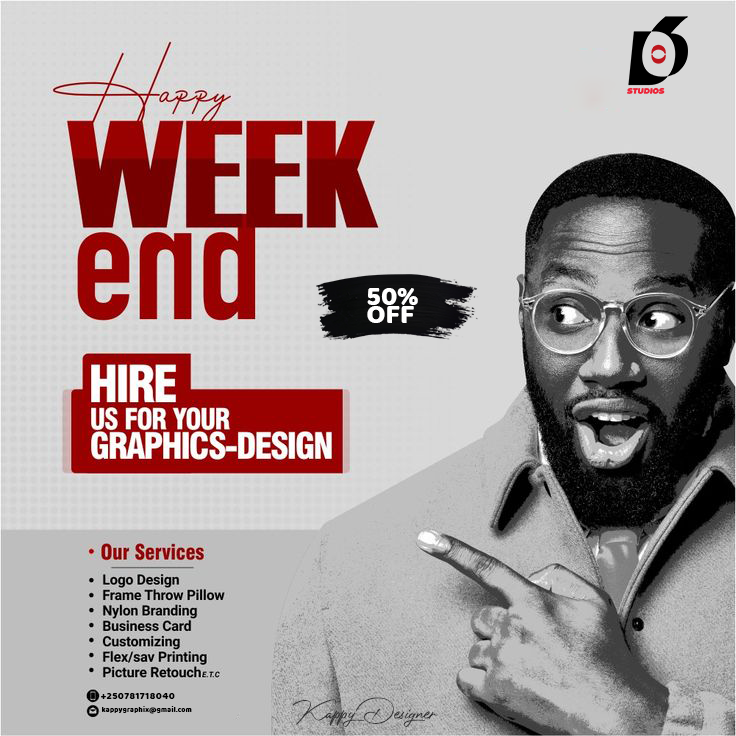 STUDIOS
Happy
WEEK
end
50%
OFF
HIRE
US FOR YOUR
GRAPHICS-DESIGN
• Our Services
• Logo Design
• Frame Throw Pillow
• Nylon Branding
• Business Card
• Customizing
• Flex/sav Printing
• Picture Retouch E.T.C
+250781718040
kappygraphix@gmail.com
Kappy Designer